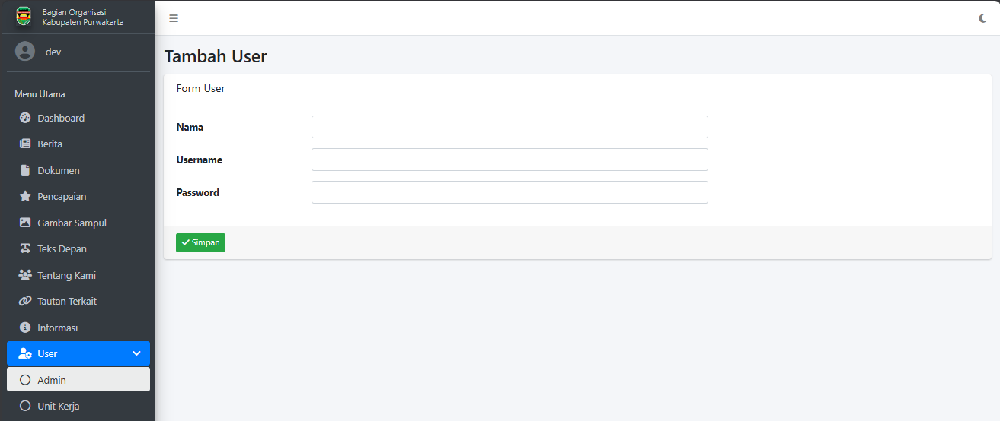 Bagian Organisasi
Kabupaten Purwakarta
dev
Menu Utama
Dashboard
Berita
Dokumen
Pencapaian
Gambar Sampul
Teks Depan
Tentang Kami
Tautan Terkait
Informasi
User
Admin
Unit Kerja
Tambah User
Form User
Nama
Username
Password
Simpan